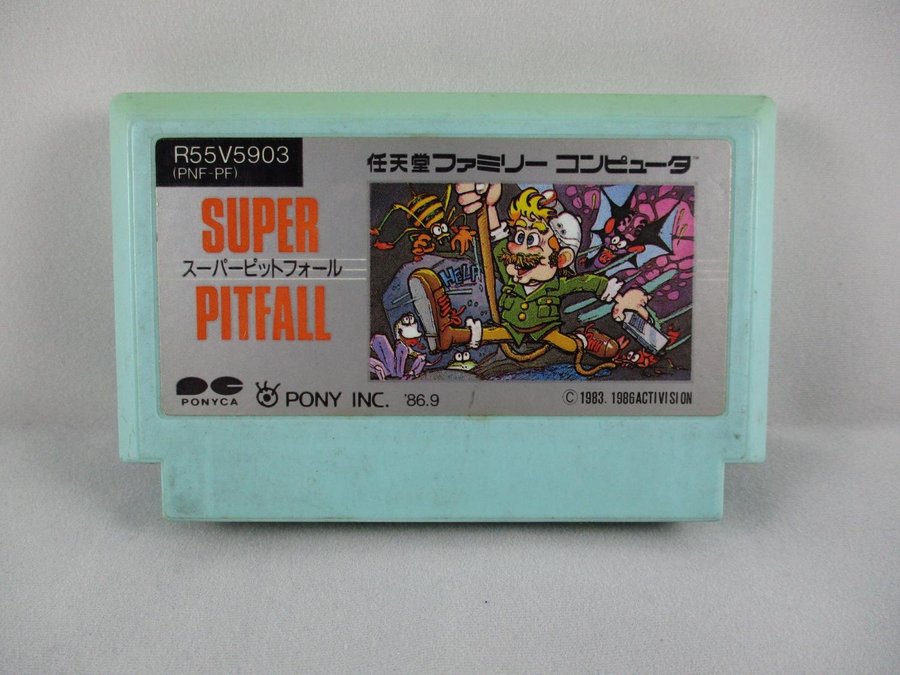 R55V5903
(PNF-PF)
任天堂 ファミリー コンピュータ™
SUPER
スーパーピットフォール
PITFALL
HELP!
PONYCA
PONY INC. '86.9
Ⓒ 1983. 1986 ACTIVISION